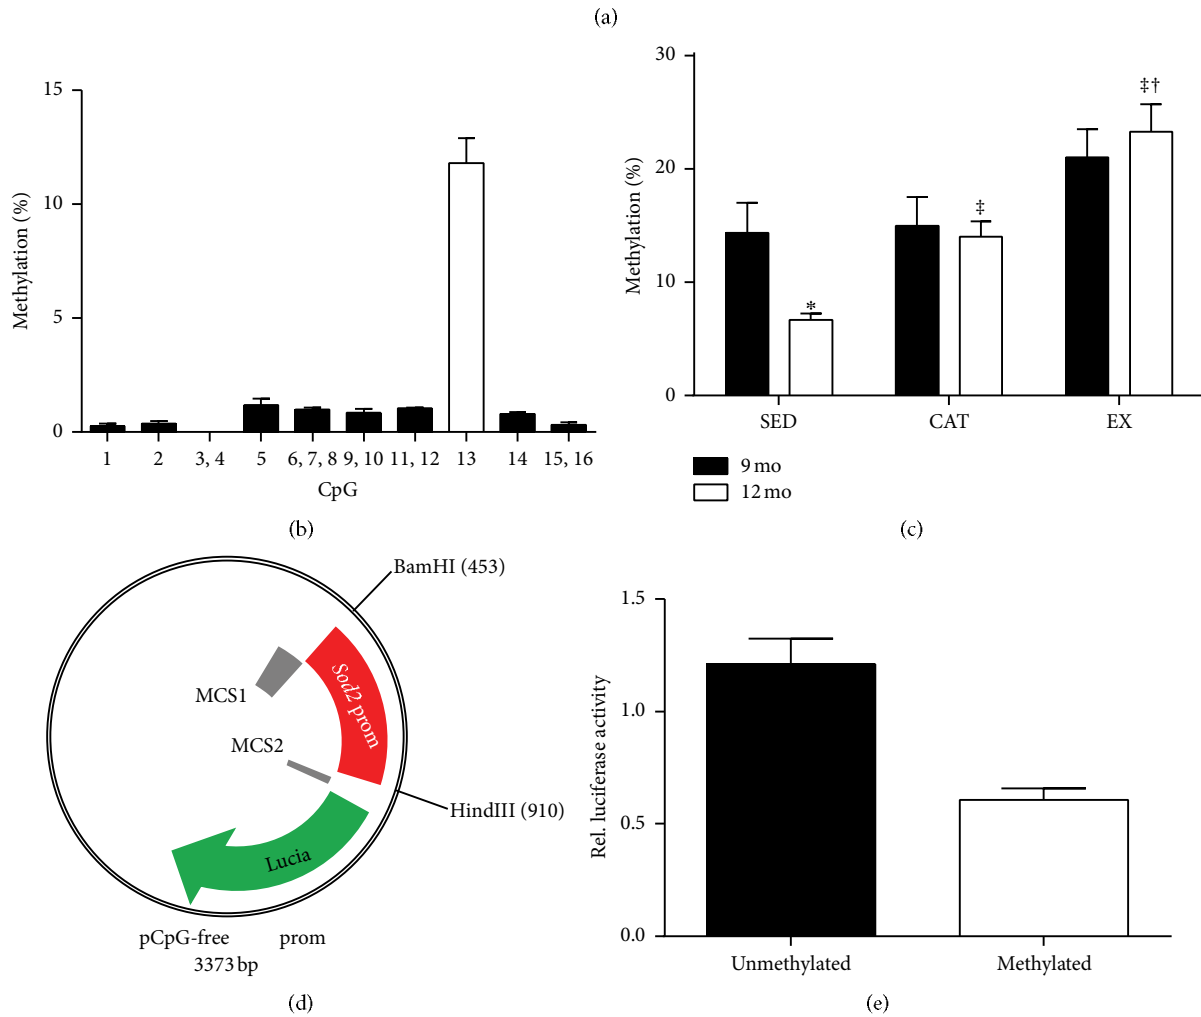 (a)
15
10
5
0
Methylation (%)
1 2 3, 4 5 6, 7, 8 9, 10 11, 12 13 14 15, 16
CpG
(b)
30
20
10
0
Methylation (%)
*
‡
‡†
SED CAT EX
9 mo
12 mo
(c)
BamHI (453)
MCS1
Sod2 prom
MCS2
HindIII (910)
Lucia
pCpG-free prom
3373 bp
(d)
1.5
1.0
0.5
0.0
Rel. luciferase activity
Unmethylated Methylated
(e)